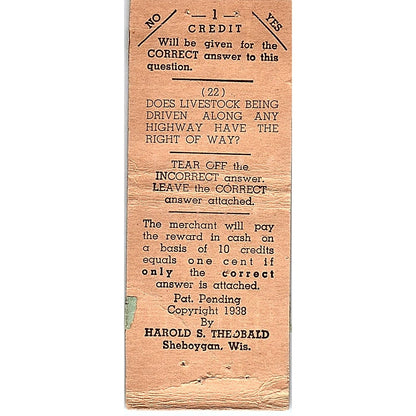 NO — 1 — YES
CREDIT
Will be given for the
CORRECT answer to this
question.
(22)
DOES LIVESTOCK BEING
DRIVEN ALONG ANY
HIGHWAY HAVE THE
RIGHT OF WAY?
TEAR OFF the
INCORRECT answer.
LEAVE the CORRECT
answer attached.
The merchant will pay
the reward in cash on
a basis of 10 credits
equals one cent if
only the correct
answer is attached.
Pat. Pending
Copyright 1938
By
HAROLD S. THEOBALD
Sheboygan, Wis.